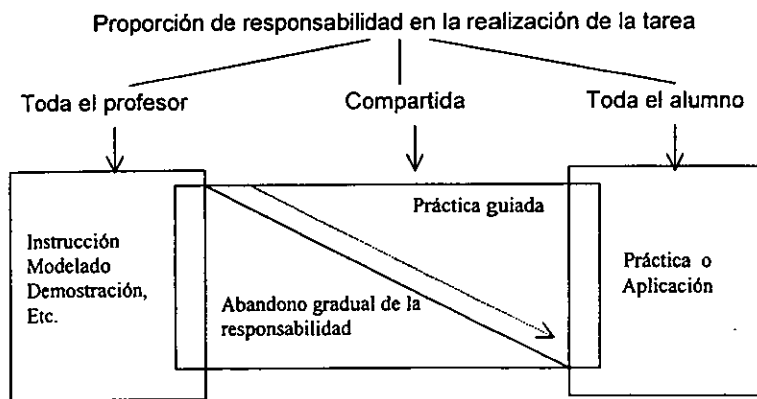 Proporción de responsabilidad en la realización de la tarea
Toda el profesor
Compartida
Toda el alumno
Instrucción
Modelado
Demostración,
Etc.
Práctica guiada
Abandono gradual de la
responsabilidad
Práctica o
Aplicación